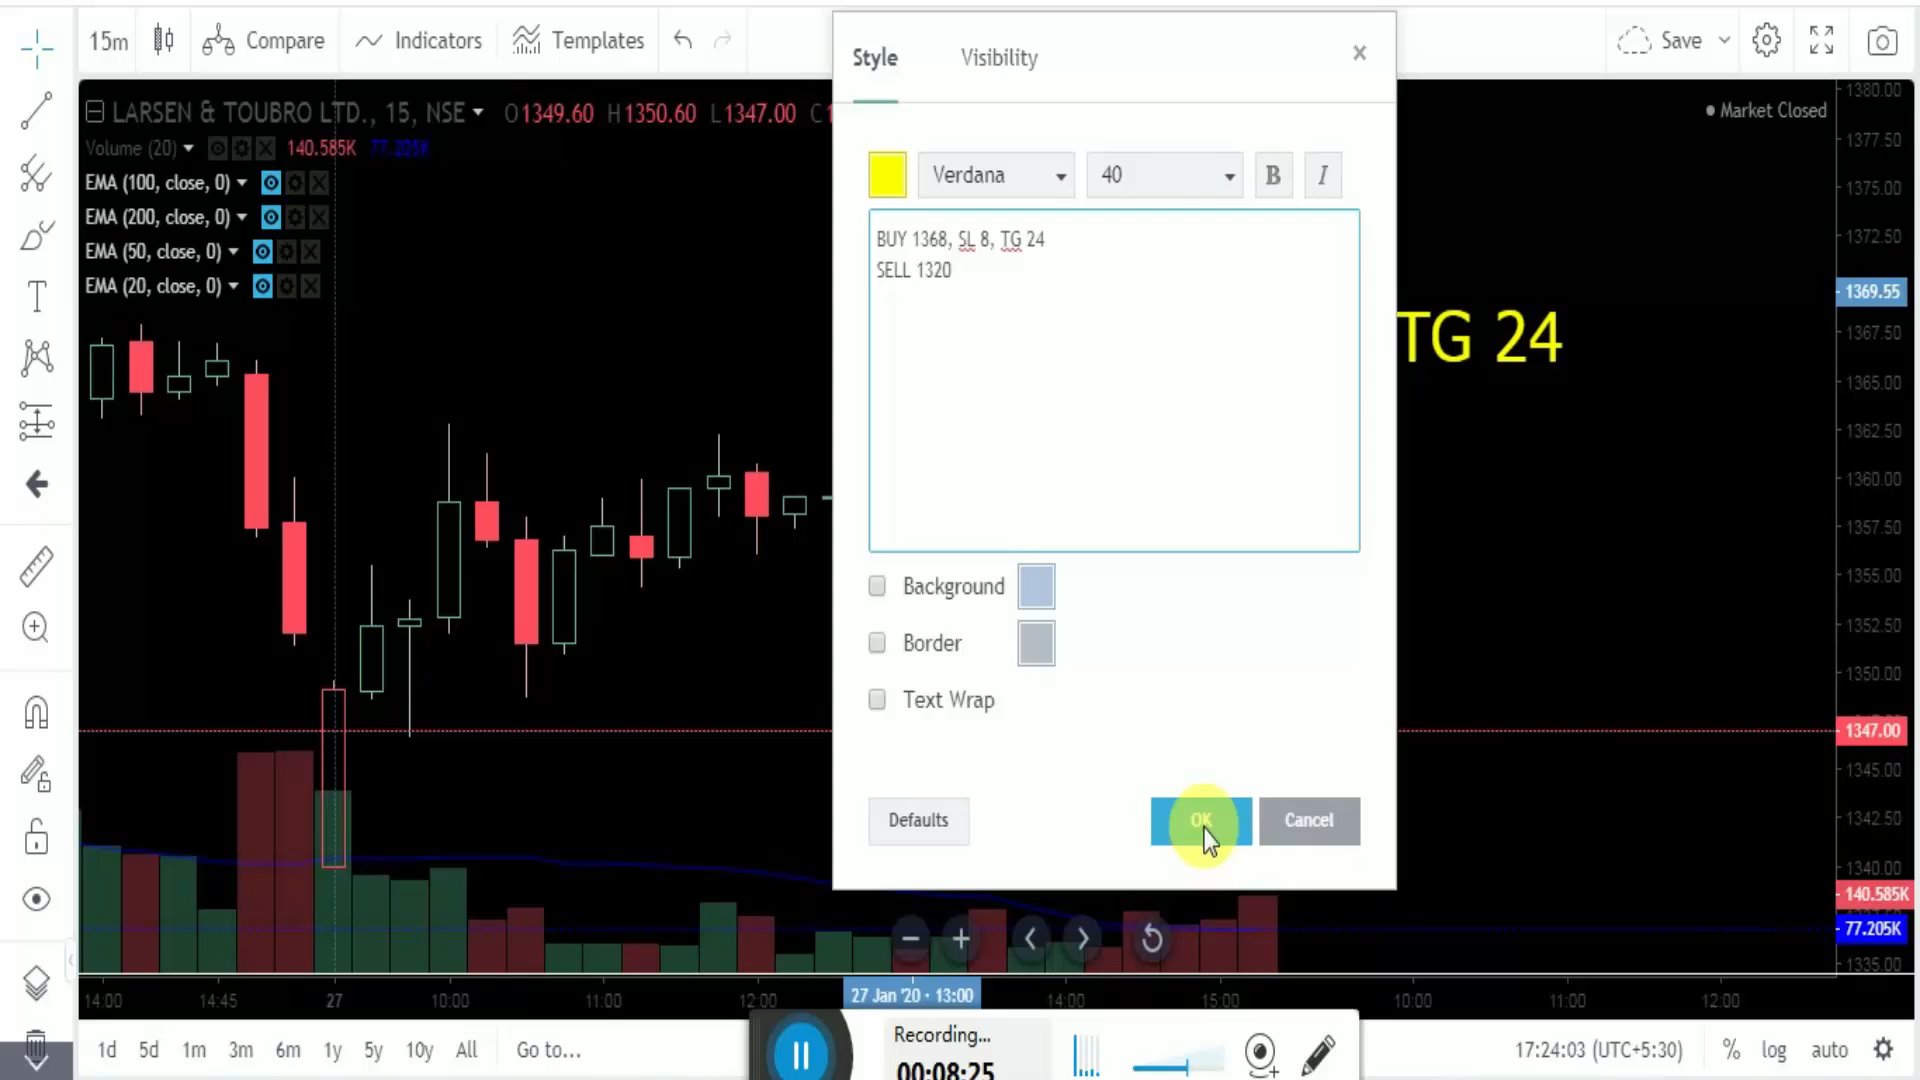 15m Compare Indicators Templates Save
Style Visibility ×
LARSEN & TOUBRO LTD., 15, NSE O1349.60 H1350.60 L1347.00 C1
Market Closed
Volume (20) 140.585K 77.205K
EMA (100, close, 0)
EMA (200, close, 0)
EMA (50, close, 0)
EMA (20, close, 0)
Verdana 40 B I
BUY 1368, SL 8, TG 24
SELL 1320
TG 24
Background
Border
Text Wrap
Defaults OK Cancel
1380.00
1377.50
1375.00
1372.50
1369.55
1367.50
1365.00
1362.50
1360.00
1357.50
1355.00
1352.50
1350.00
1347.00
1345.00
1342.50
1340.00
140.585K
77.205K
1335.00
14:00 14:45 27 10:00 11:00 12:00 27 Jan '20 · 13:00 14:00 15:00 10:00 11:00 12:00
1d 5d 1m 3m 6m 1y 5y 10y All Go to... 17:24:03 (UTC+5:30) % log auto
Recording...
00:08:25